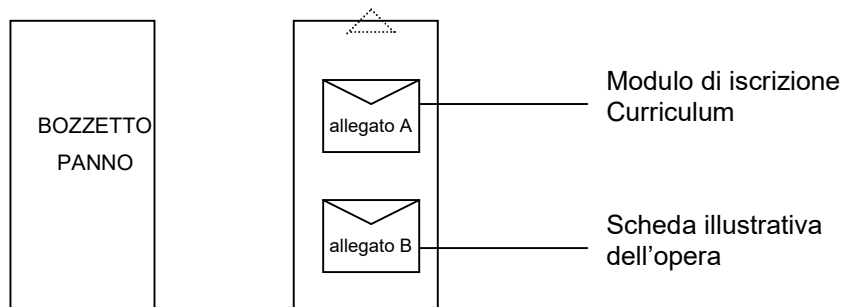 BOZZETTO
PANNO
allegato A
Modulo di iscrizione
Curriculum
allegato B
Scheda illustrativa
dell’opera